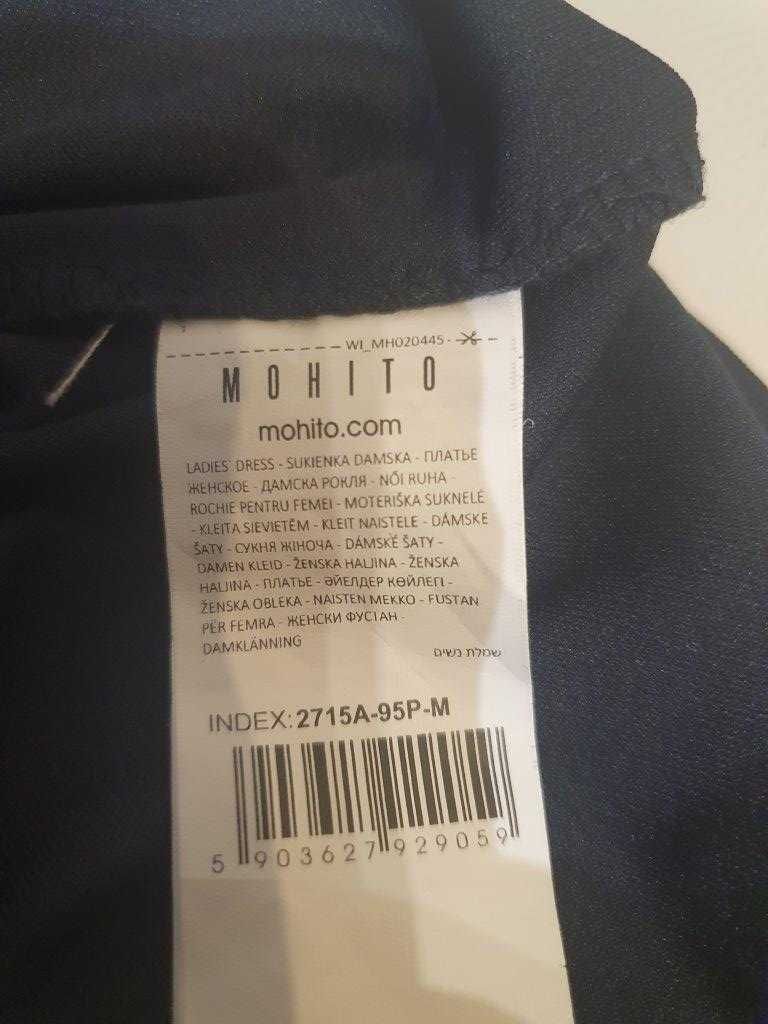 WI_MH020445
MOHITO
mohito.com
LADIES' DRESS - SUKIENKA DAMSKA - ПЛАТЬЕ
ЖЕНСКОЕ - ДАМСКА РОКЛЯ - NŐI RUHA -
ROCHIE PENTRU FEMEI - MOTERIŠKA SUKNELĖ
- KLEITA SIEVIETĒM - KLEIT NAISTELE - DÁMSKE
ŠATY - СУКНЯ ЖІНОЧА - DÁMSKÉ ŠATY -
DAMEN KLEID - ŽENSKA HALJINA - ŽENSKA
HALJINA - ПЛАТЬЕ - ӘЙЕЛДЕР КӨЙЛЕГІ -
ŽENSKA OBLEKA - NAISTEN MEKKO - FUSTAN
PËR FEMRA - ЖЕНСКИ ФУСТАН -
DAMKLÄNNING
שמלת נשים
INDEX: 2715A-95P-M
5 903627 929059